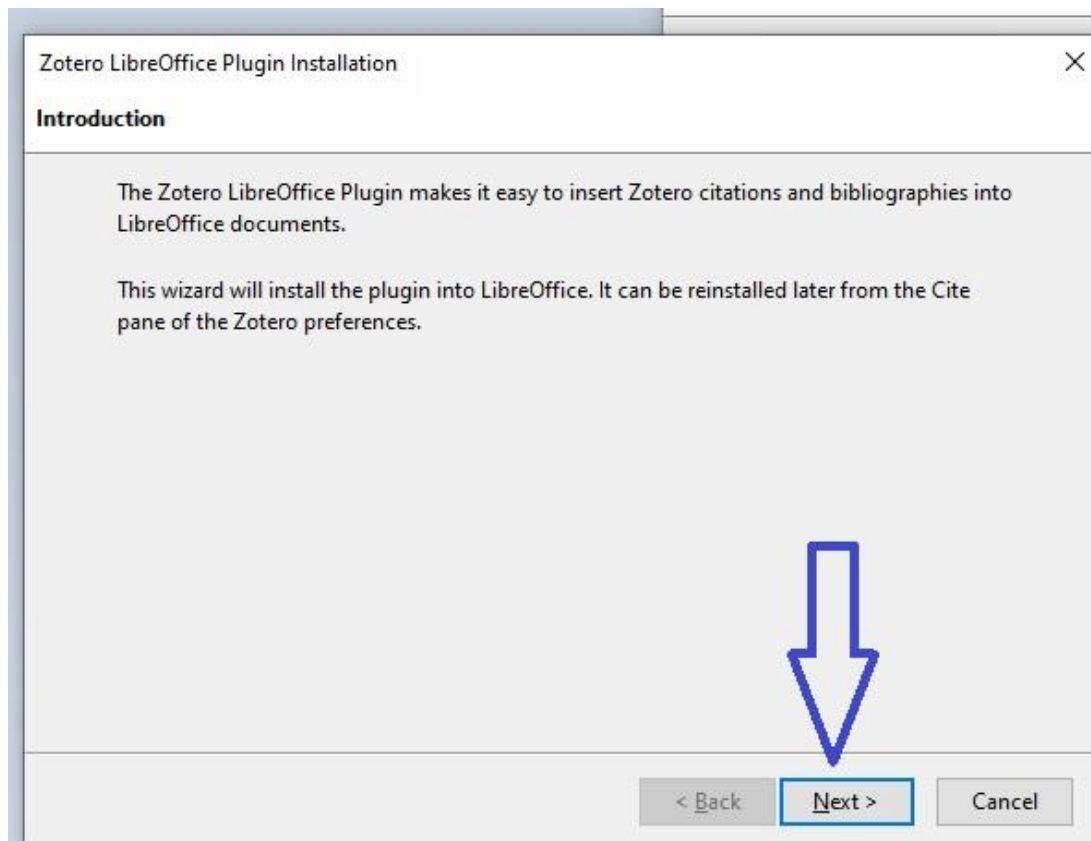 Zotero LibreOffice Plugin Installation
Introduction
The Zotero LibreOffice Plugin makes it easy to insert Zotero citations and bibliographies into
LibreOffice documents.
This wizard will install the plugin into LibreOffice. It can be reinstalled later from the Cite
pane of the Zotero preferences.
< Back Next > Cancel